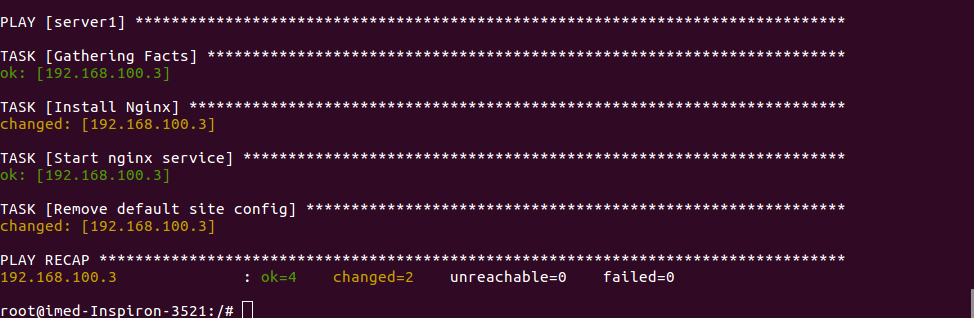 PLAY [server1] *******************************************************************************
TASK [Gathering Facts] ***********************************************************************
ok: [192.168.100.3]
TASK [Install Nginx] *************************************************************************
changed: [192.168.100.3]
TASK [Start nginx service] *******************************************************************
ok: [192.168.100.3]
TASK [Remove default site config] ************************************************************
changed: [192.168.100.3]
PLAY RECAP ***********************************************************************************
192.168.100.3              : ok=4    changed=2    unreachable=0    failed=0
root@imed-Inspiron-3521:/#